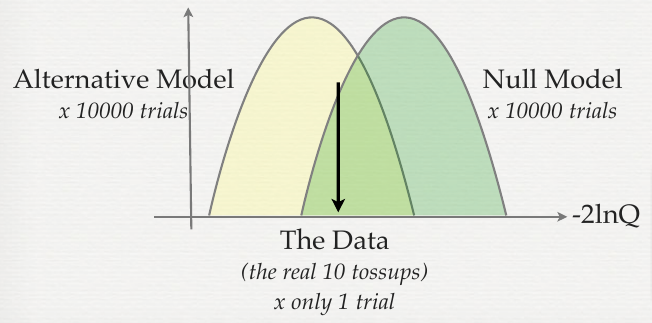 Alternative Model
x 10000 trials
Null Model
x 10000 trials
-2lnQ
The Data
(the real 10 tossups)
x only 1 trial